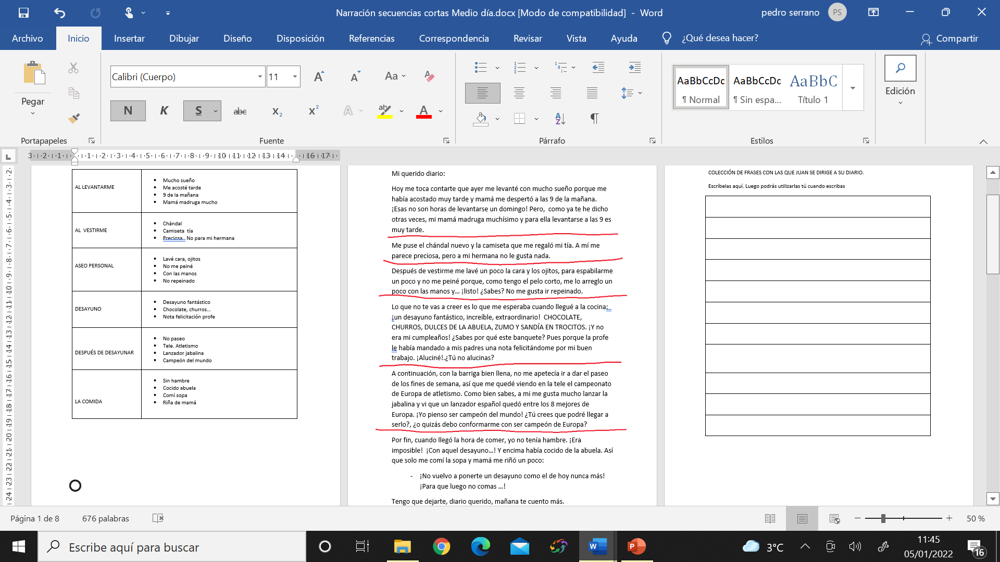 Narración secuencias cortas Medio día.docx [Modo de compatibilidad] - Word
pedro serrano
PS
Archivo
Inicio
Insertar
Dibujar
Diseño
Disposición
Referencias
Correspondencia
Revisar
Vista
Ayuda
¿Qué desea hacer?
Compartir
Pegar
Portapapeles
Calibri (Cuerpo)
11
Aa
N K S abc X₂ X²
Fuente
Párrafo
AaBbCcDc
¶ Normal
AaBbCcDc
¶ Sin espa...
AaBbC
Título 1
Estilos
Edición
3 2 1 1 2 3 4 5 6 7 8 9 10 11 12 13 14 16 17
AL LEVANTARME
• Mucho sueño
• Me acosté tarde
• 9 de la mañana
• Mamá madruga mucho
AL VESTIRME
• Chándal
• Camiseta tía
• Preciosa No para mi hermana
ASEO PERSONAL
• Lavé cara, ojitos
• No me peiné
• Con las manos
• No repeinado
DESAYUNO
• Desayuno fantástico
• Chocolate, churros...
• Nota felicitación profe
DESPUÉS DE DESAYUNAR
• No paseo
• Tele. Atletismo
• Lanzador jabalina
• Campeón del mundo
LA COMIDA
• Sin hambre
• Cocido abuela
• Comí sopa
• Riña de mamá
Mi querido diario:
Hoy me toca contarte que ayer me levanté con mucho sueño porque me
había acostado muy tarde y mamá me despertó a las 9 de la mañana.
¡Esas no son horas de levantarse un domingo! Pero, como ya te he dicho
otras veces, mi mamá madruga muchísimo y para ella levantarse a las 9 es
muy tarde.
Me puse el chándal nuevo y la camiseta que me regaló mi tía. A mí me
parece preciosa, pero a mi hermana no le gusta nada.
Después de vestirme me lavé un poco la cara y los ojitos, para espabilarme
un poco y no me peiné porque, como tengo el pelo corto, me lo arreglo un
poco con las manos y... ¡listo! ¿Sabes? No me gusta ir repeinado.
Lo que no te vas a creer es lo que me esperaba cuando llegué a la cocina:
¡un desayuno fantástico, increíble, extraordinario! CHOCOLATE,
CHURROS, DULCES DE LA ABUELA, ZUMO Y SANDÍA EN TROCITOS. ¡Y no
era mi cumpleaños! ¿Sabes por qué este banquete? Pues porque la profe
le había mandado a mis padres una nota felicitándome por mi buen
trabajo. ¡Aluciné!.¿Tú no alucinas?
A continuación, con la barriga bien llena, no me apetecía ir a dar el paseo
de los fines de semana, así que me quedé viendo en la tele el campeonato
de Europa de atletismo. Como bien sabes, a mi me gusta mucho lanzar la
jabalina y vi que un lanzador español quedó entre los 8 mejores de
Europa. ¡Yo pienso ser campeón del mundo! ¿Tú crees que podré llegar a
serlo?, ¿o quizás debo conformarme con ser campeón de Europa?
Por fin, cuando llegó la hora de comer, yo no tenía hambre. ¡Era
imposible! ¡Con aquel desayuno...! Y encima había cocido de la abuela. Así
que solo me comí la sopa y mamá me riñó un poco:
- ¡No vuelvo a ponerte un desayuno como el de hoy nunca más!
¡Para que luego no comas ...!
Tengo que dejarte, diario querido, mañana te cuento más.
COLECCIÓN DE FRASES CON LAS QUE JUAN SE DIRIGE A SU DIARIO.
Escríbelas aquí. Luego podrás utilizarlas tú cuando escribas
Página 1 de 8
676 palabras
50 %
Escribe aquí para buscar
3°C
11:45
05/01/2022
16